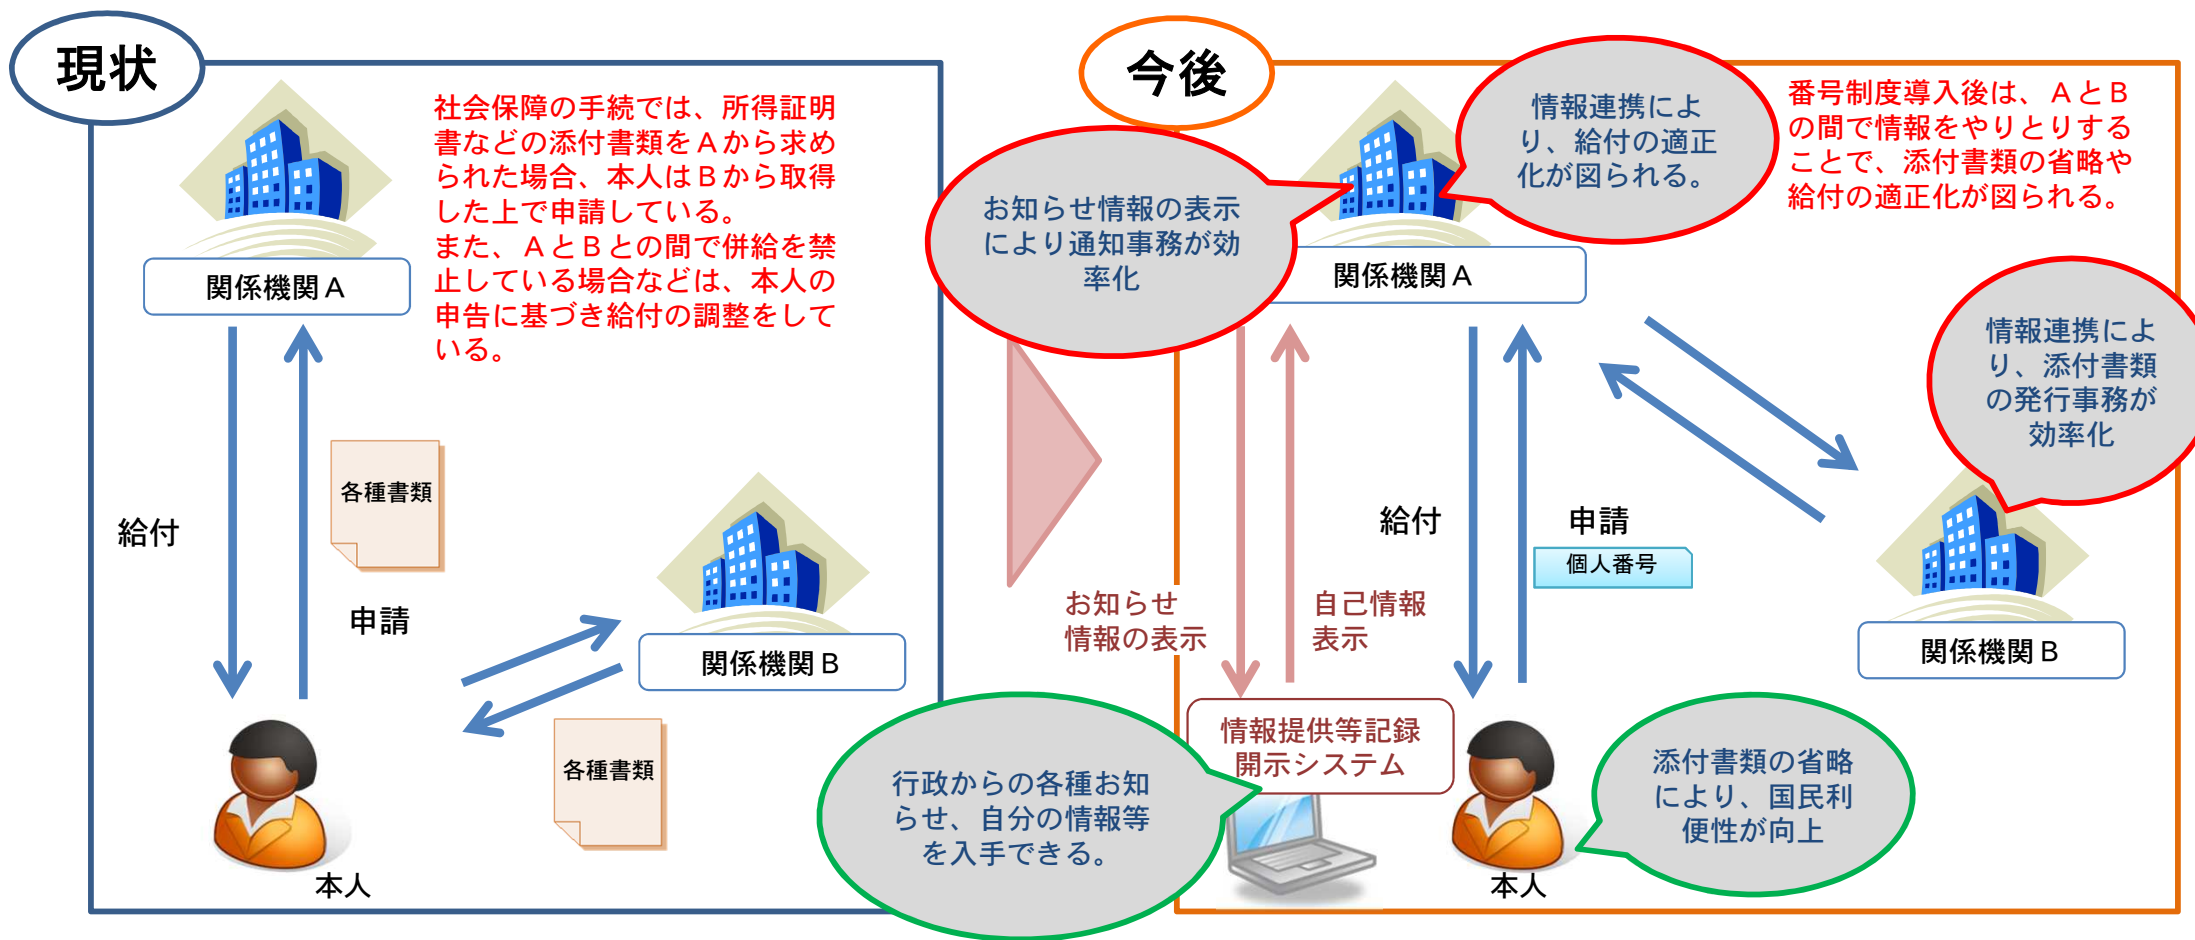 現状
社会保障の手続では、所得証明
書などの添付書類をＡから求め
られた場合、本人はＢから取得
した上で申請している。
また、ＡとＢとの間で併給を禁
止している場合などは、本人の
申告に基づき給付の調整をして
いる。
関係機関Ａ
各種書類
給付
申請
関係機関Ｂ
各種書類
本人
今後
情報連携によ
り、給付の適正
化が図られる。
番号制度導入後は、ＡとＢ
の間で情報をやりとりする
ことで、添付書類の省略や
給付の適正化が図られる。
お知らせ情報の表示
により通知事務が効
率化
関係機関Ａ
情報連携によ
り、添付書類
の発行事務が
効率化
給付
申請
個人番号
お知らせ
情報の表示
自己情報
表示
関係機関Ｂ
情報提供等記録
開示システム
行政からの各種お知
らせ、自分の情報等
を入手できる。
添付書類の省略
により、国民利
便性が向上
本人